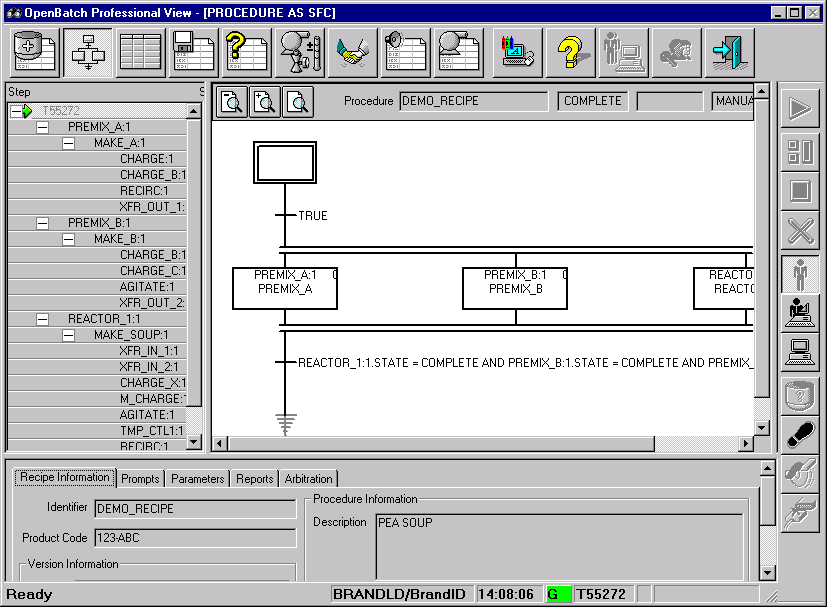 OpenBatch Professional View - [PROCEDURE AS SFC]
Step
T55272
PREMIX_A:1
MAKE_A:1
CHARGE:1
CHARGE_B:1
RECIRC:1
XFR_OUT_1:
PREMIX_B:1
MAKE_B:1
CHARGE_B:1
CHARGE_C:1
AGITATE:1
XFR_OUT_2:
REACTOR_1:1
MAKE_SOUP:1
XFR_IN_1:1
XFR_IN_2:1
CHARGE_X:1
M_CHARGE:
AGITATE:1
TMP_CTL1:1
RECIRC:1
Procedure DEMO_RECIPE COMPLETE MANUA
TRUE
PREMIX_A:1
PREMIX_A
PREMIX_B:1
PREMIX_B
REACTO
REACTO
REACTOR_1:1.STATE = COMPLETE AND PREMIX_B:1.STATE = COMPLETE AND PREMIX_
Recipe Information Prompts Parameters Reports Arbitration
Identifier DEMO_RECIPE
Product Code 123-ABC
Version Information
Procedure Information
Description PEA SOUP
Ready BRANDLD/BrandID 14:08:06 G T55272